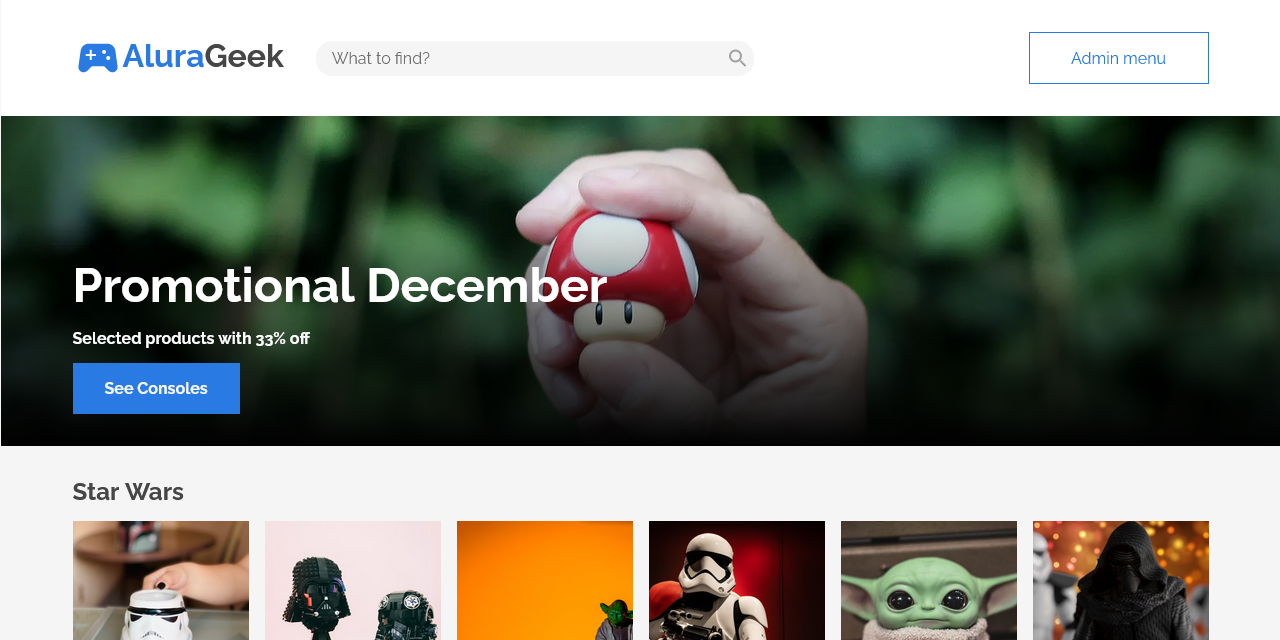 AluraGeek
What to find?
Admin menu
Promotional December
Selected products with 33% off
See Consoles
Star Wars